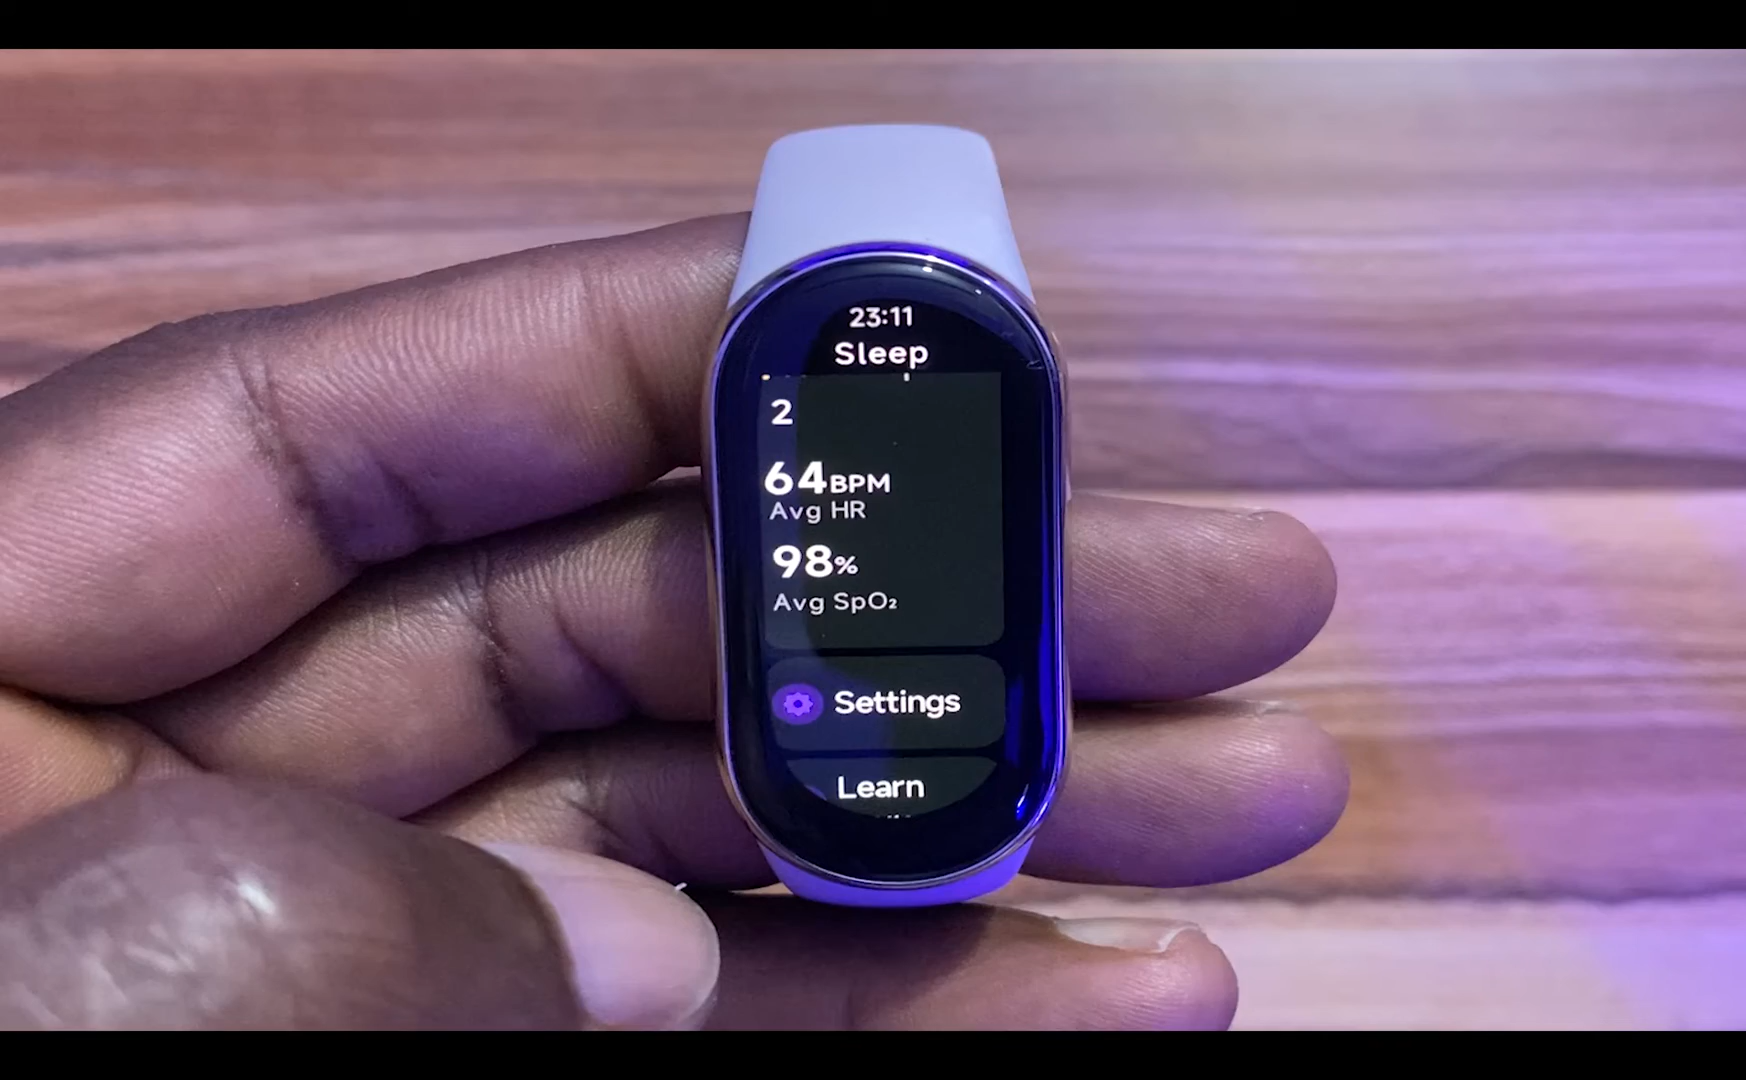 23:11
Sleep
2
64BPM
Avg HR
98%
Avg SpO₂
Settings
Learn